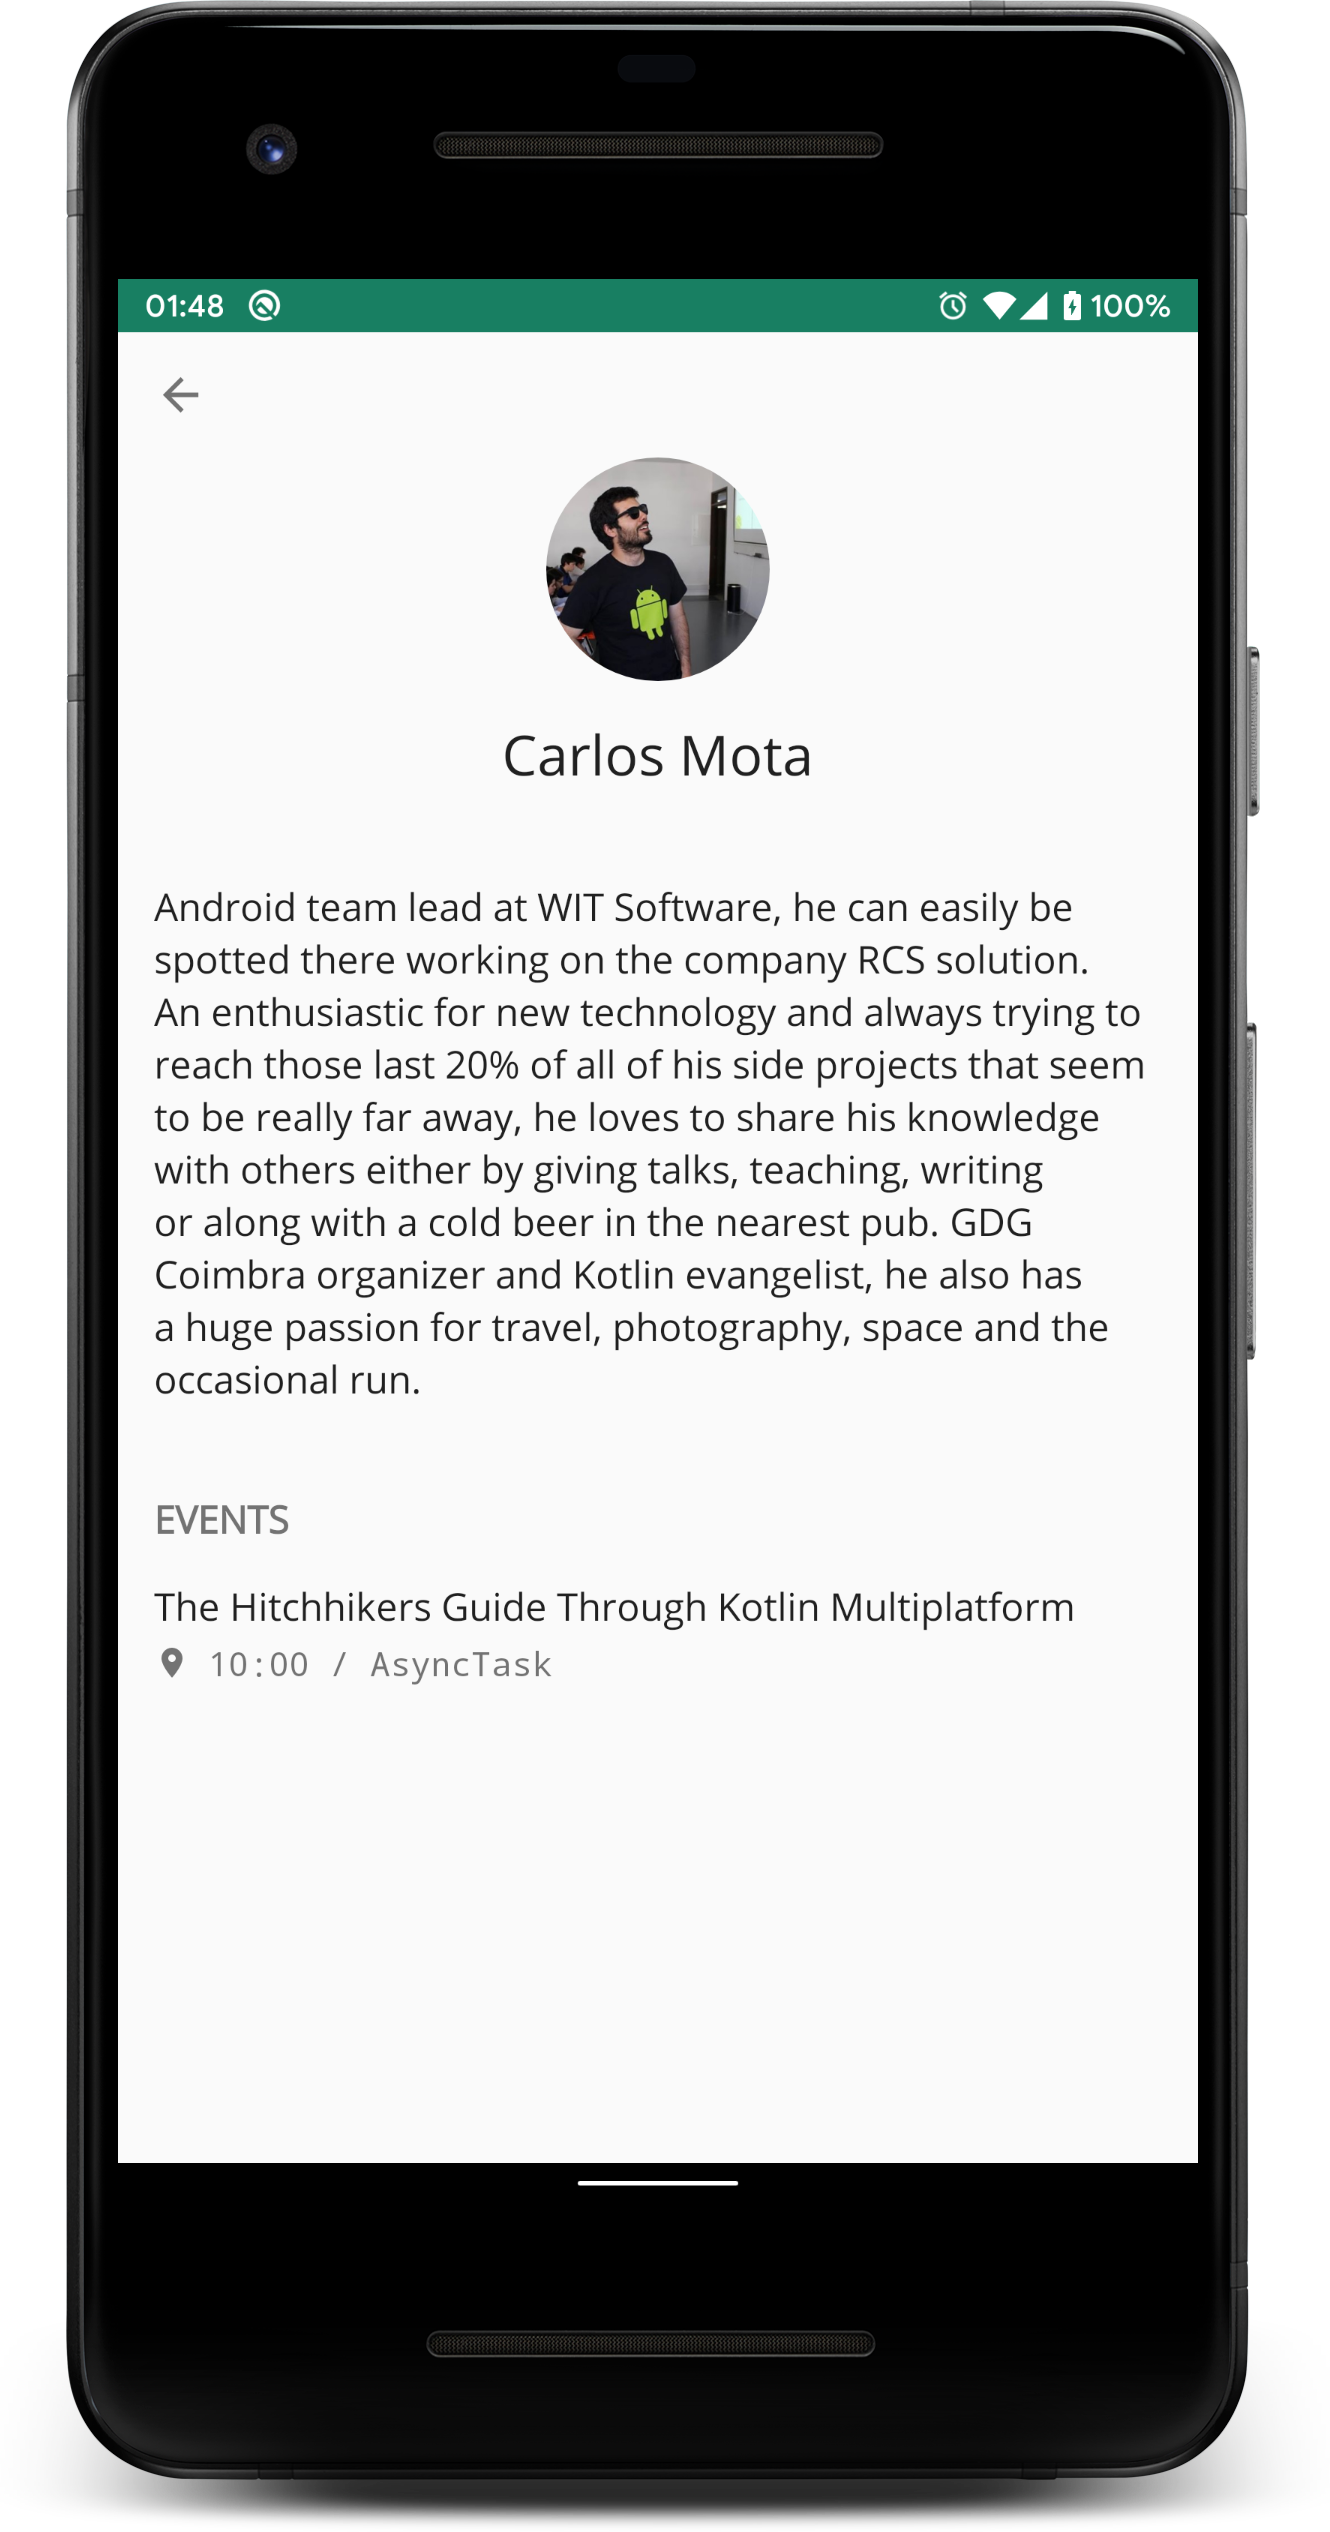 01:48 100%
Carlos Mota
Android team lead at WIT Software, he can easily be
spotted there working on the company RCS solution.
An enthusiastic for new technology and always trying to
reach those last 20% of all of his side projects that seem
to be really far away, he loves to share his knowledge
with others either by giving talks, teaching, writing
or along with a cold beer in the nearest pub. GDG
Coimbra organizer and Kotlin evangelist, he also has
a huge passion for travel, photography, space and the
occasional run.
EVENTS
The Hitchhikers Guide Through Kotlin Multiplatform
10:00 / AsyncTask